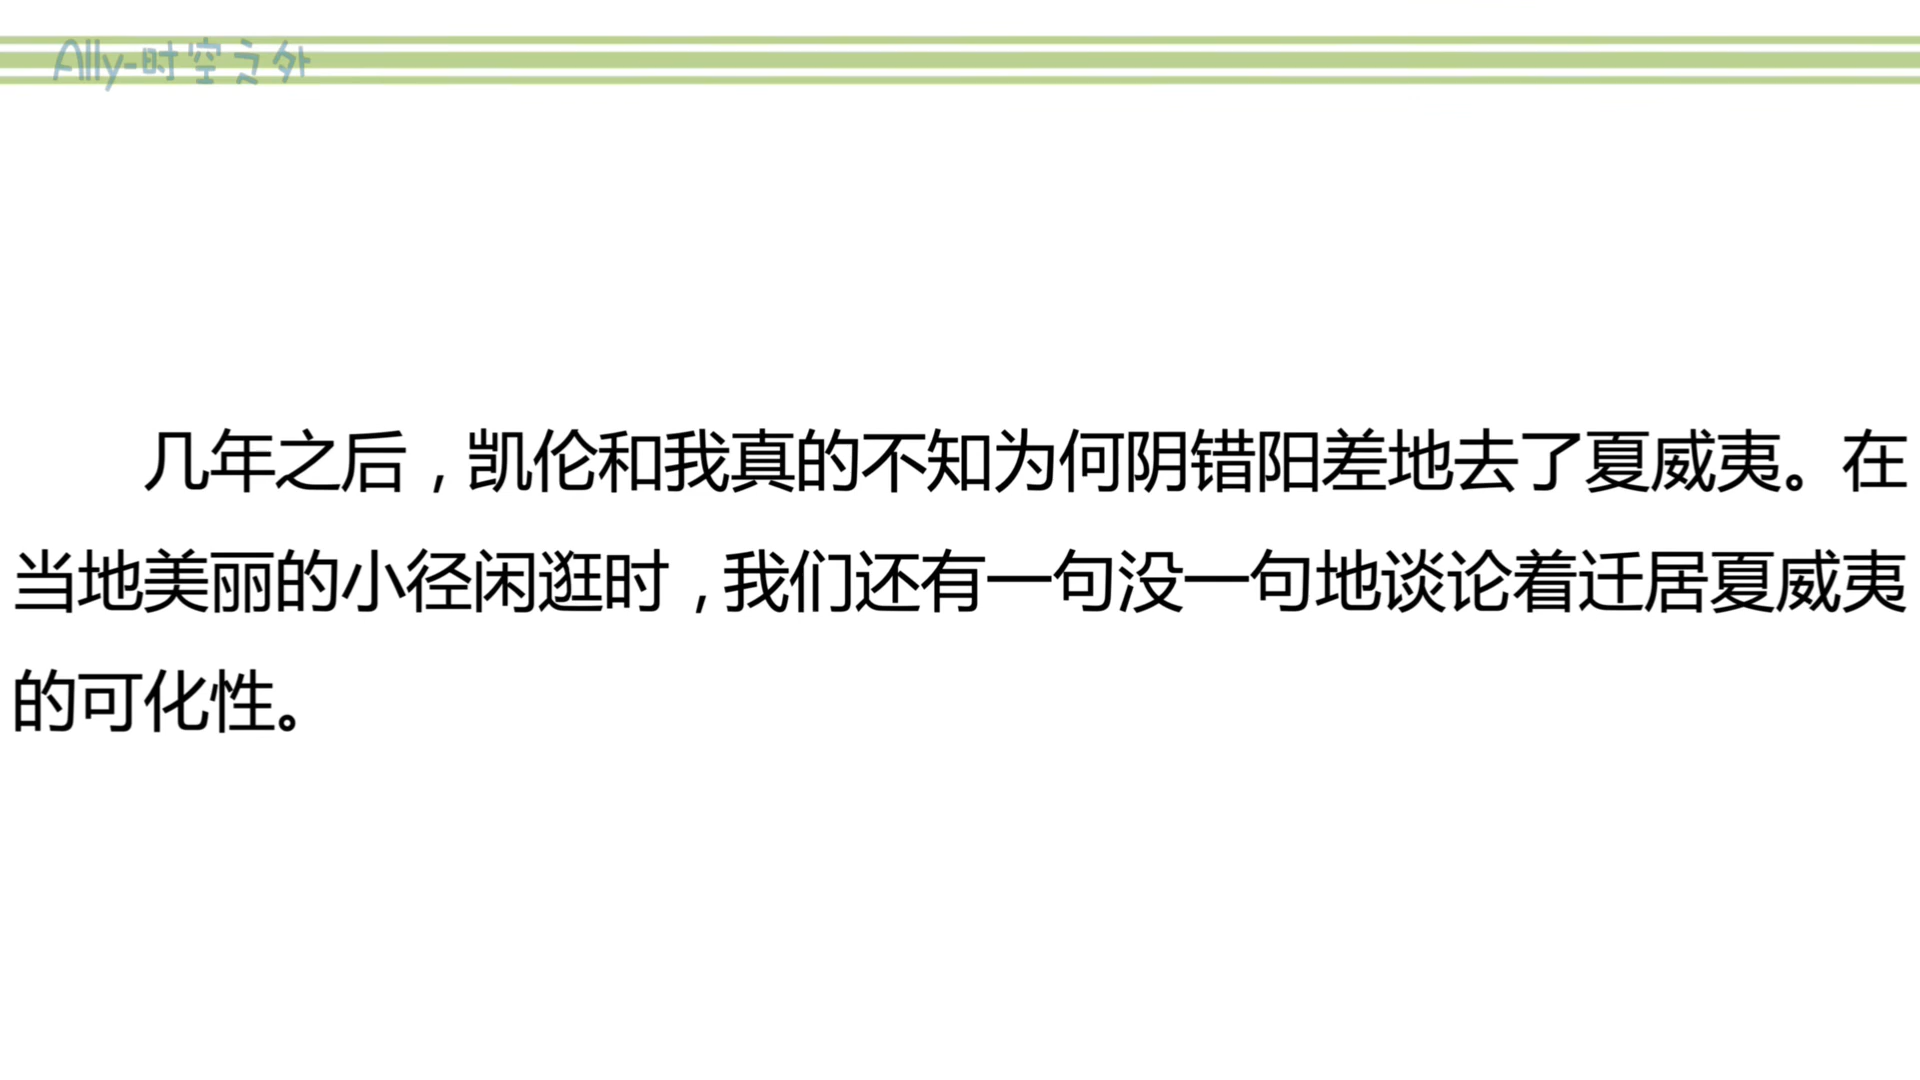 Ally-时空之外
几年之后，凯伦和我真的不知为何阴错阳差地去了夏威夷。在
当地美丽的小径闲逛时，我们还有一句没一句地谈论着迁居夏威夷
的可化性。